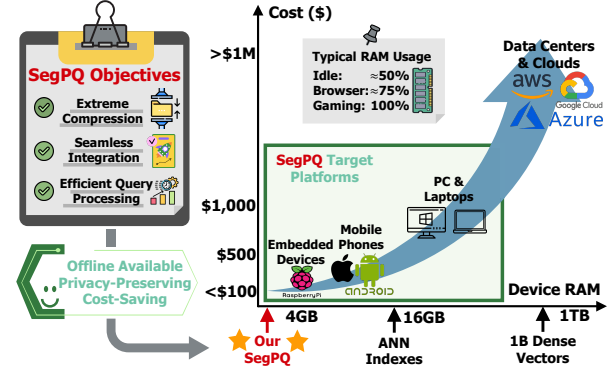 SegPQ Objectives
Extreme
Compression
Seamless
Integration
Efficient Query
Processing
Offline Available
Privacy-Preserving
Cost-Saving
Cost ($)
>$1M
$1,000
$500
<$100
Typical RAM Usage
Idle: ≈50%
Browser: ≈75%
Gaming: 100%
Data Centers
& Clouds
aws
Google Cloud
Azure
SegPQ Target
Platforms
PC &
Laptops
Mobile
Phones
Embedded
Devices
RaspberryPi
ANDROID
Device RAM
4GB
16GB
1TB
Our
SegPQ
ANN
Indexes
1B Dense
Vectors